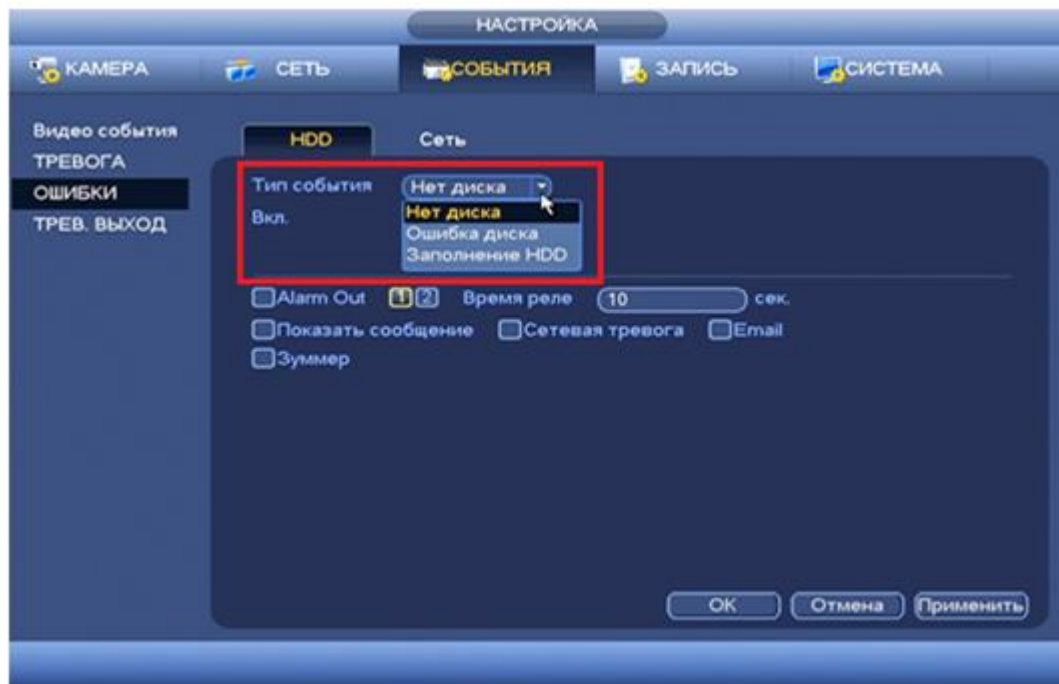 НАСТРОЙКА
КАМЕРА СЕТЬ СОБЫТИЯ ЗАПИСЬ СИСТЕМА
Видео события
ТРЕВОГА
ОШИБКИ
ТРЕВ. ВЫХОД
HDD Сеть
Тип события Нет диска
Вкл. Нет диска
Ошибка диска
Заполнение HDD
Alarm Out 1 2 Время реле 10 сек.
Показать сообщение Сетевая тревога Email
Зуммер
OK Отмена Применить